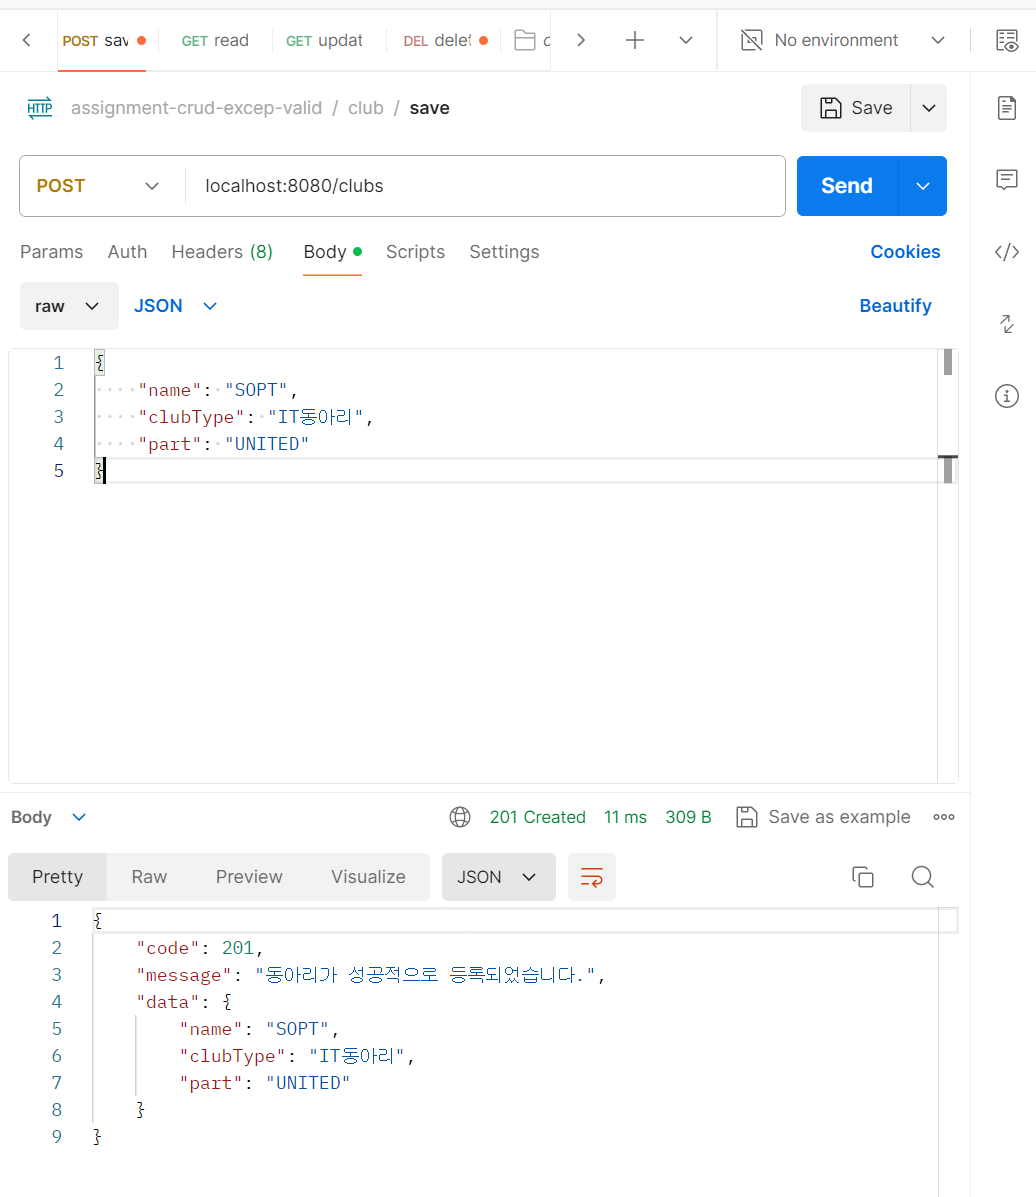 POST sav GET read GET updat DEL delet No environment
HTTP assignment-crud-excep-valid / club / save Save
POST localhost:8080/clubs Send
Params Auth Headers (8) Body Scripts Settings Cookies
raw JSON Beautify
1 {
2 "name": "SOPT",
3 "clubType": "IT동아리",
4 "part": "UNITED"
5 }
Body 201 Created 11 ms 309 B Save as example
Pretty Raw Preview Visualize JSON
1 {
2 "code": 201,
3 "message": "동아리가 성공적으로 등록되었습니다.",
4 "data": {
5 "name": "SOPT",
6 "clubType": "IT동아리",
7 "part": "UNITED"
8 }
9 }